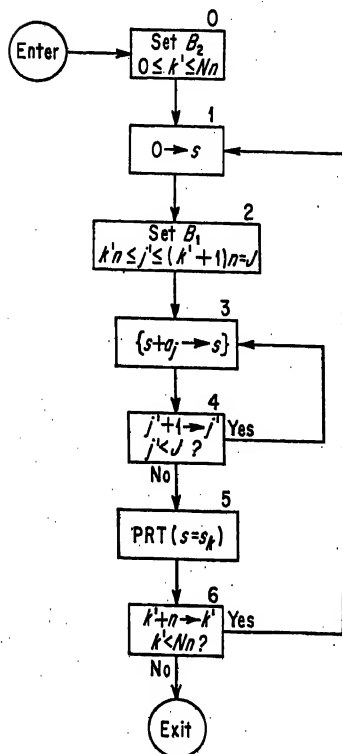 0
Enter
Set B₂
0 ≤ k' ≤ Nn
1
0 → s
2
Set B₁
k'n ≤ j' ≤ (k'+1)n = J
3
{s + aⱼ → s}
4
j' + 1 → j'
j' < J ?
Yes
No
5
PRT (s = sₖ)
6
k' + n → k'
k' < Nn ?
Yes
No
Exit